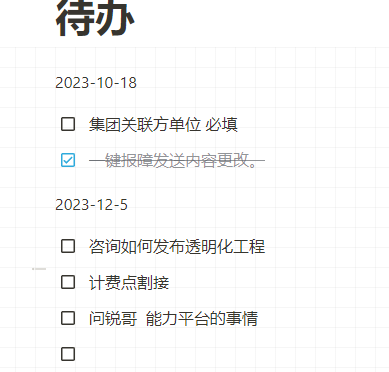 待办
2023-10-18
集团关联方单位 必填
一键报障发送内容更改。
2023-12-5
咨询如何发布透明化工程
计费点割接
问锐哥 能力平台的事情